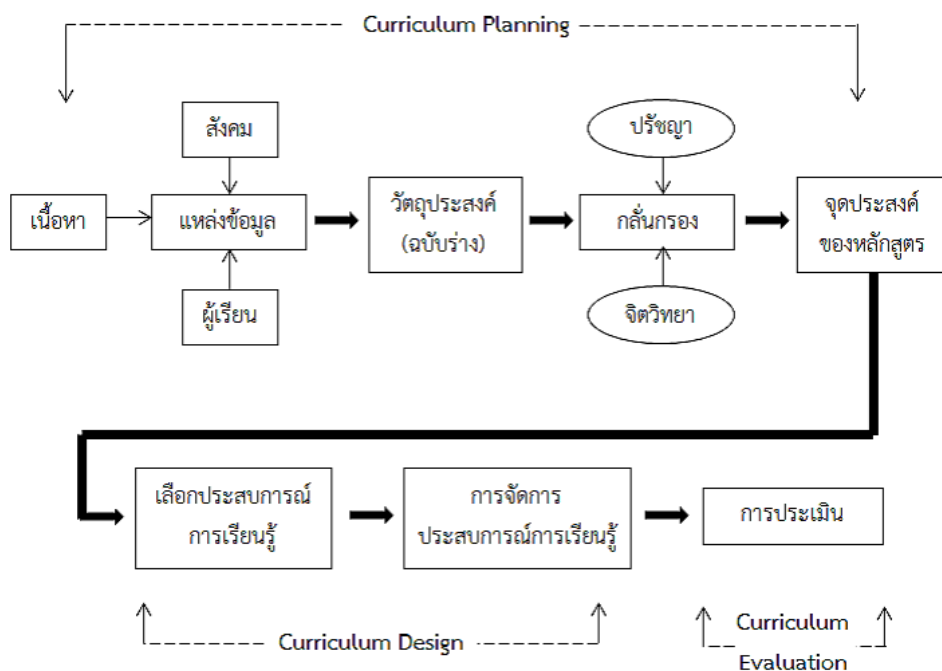 Curriculum Planning
สังคม
ปรัชญา
เนื้อหา
แหล่งข้อมูล
วัตถุประสงค์
(ฉบับร่าง)
กลั่นกรอง
จุดประสงค์
ของหลักสูตร
ผู้เรียน
จิตวิทยา
เลือกประสบการณ์
การเรียนรู้
การจัดการ
ประสบการณ์การเรียนรู้
การประเมิน
Curriculum Design
Curriculum
Evaluation